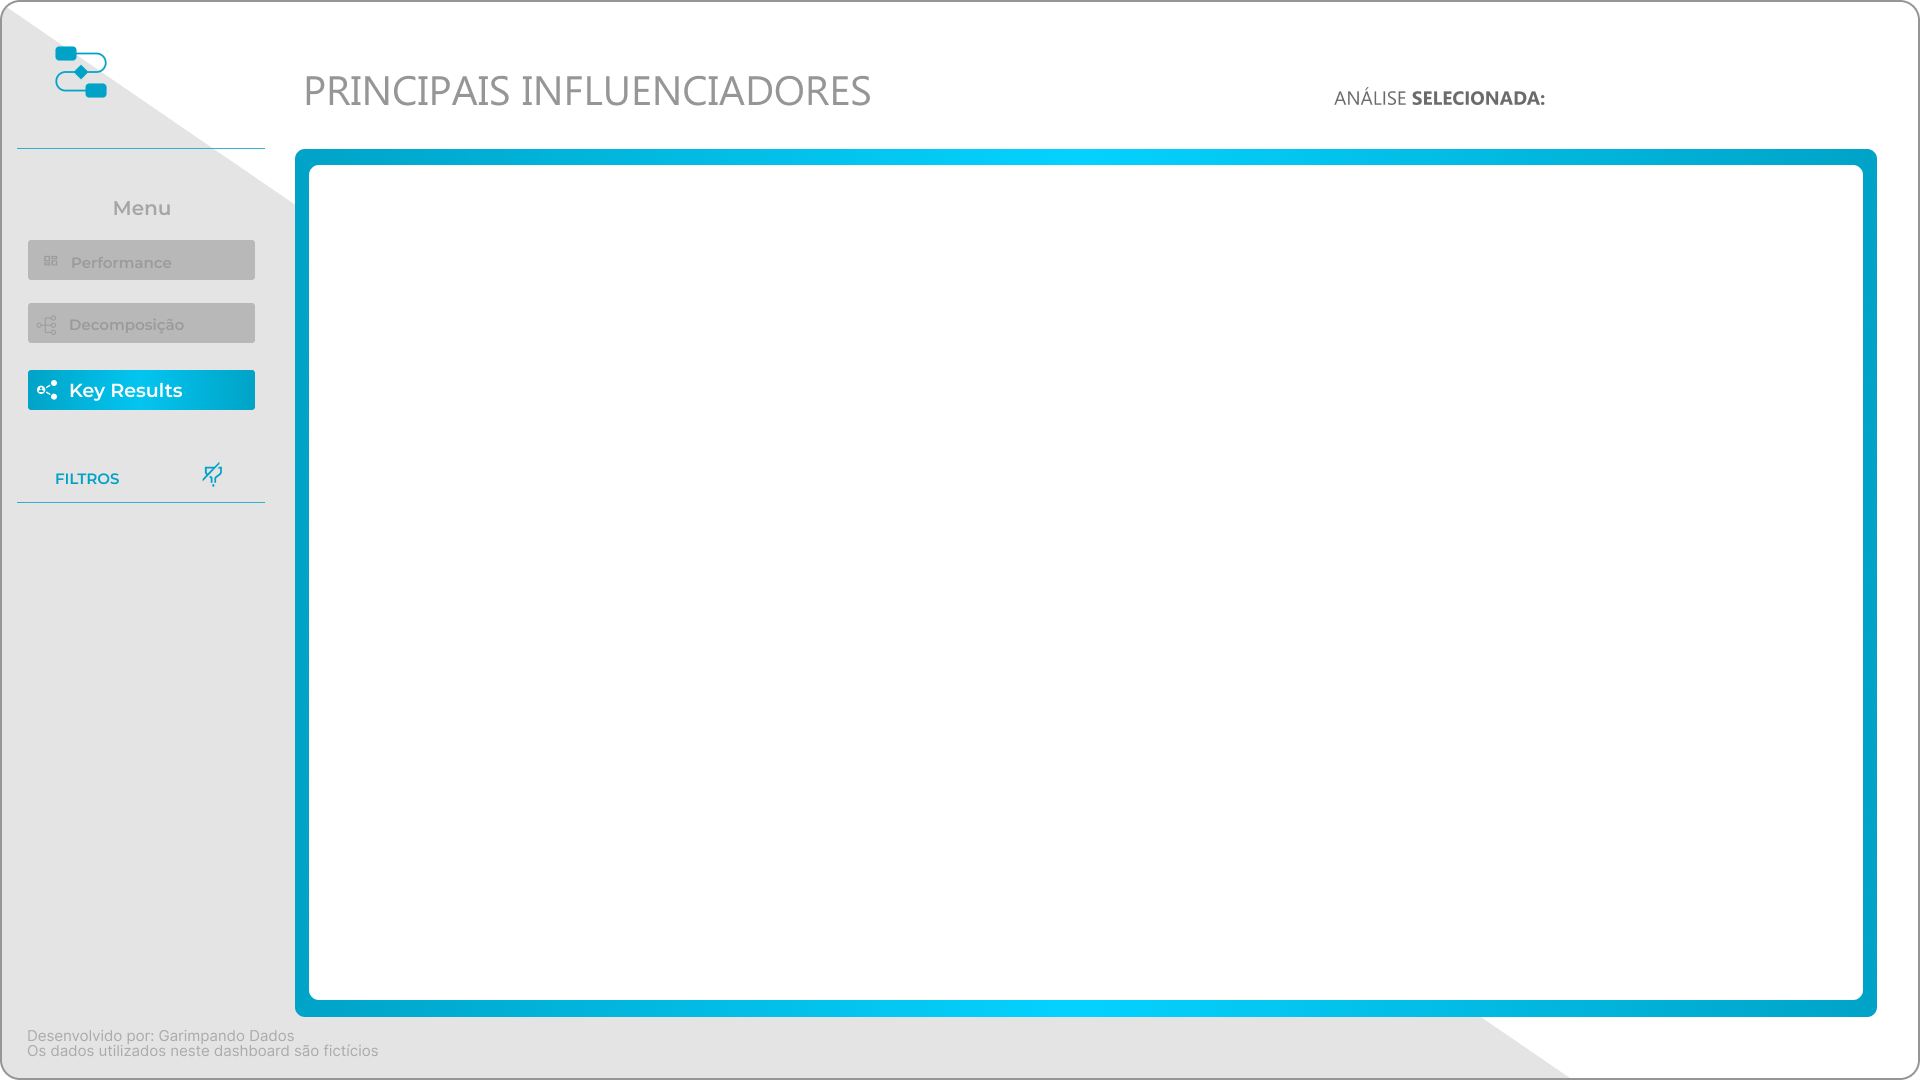 PRINCIPAIS INFLUENCIADORES
ANÁLISE SELECIONADA:
Menu
Performance
Decomposição
Key Results
FILTROS
Desenvolvido por: Garimpando Dados
Os dados utilizados neste dashboard são fictícios